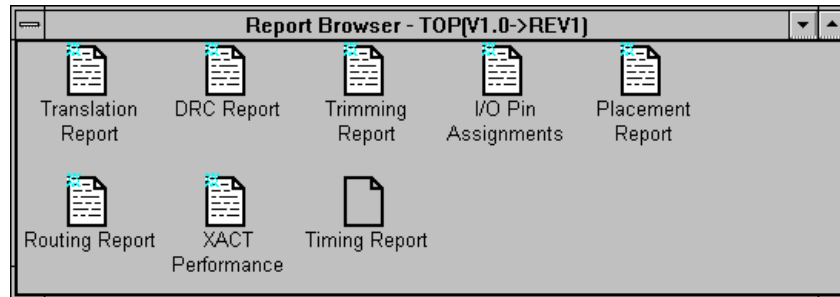 Report Browser - TOP(V1.0->REV1)
Translation Report
DRC Report
Trimming Report
I/O Pin Assignments
Placement Report
Routing Report
XACT Performance
Timing Report